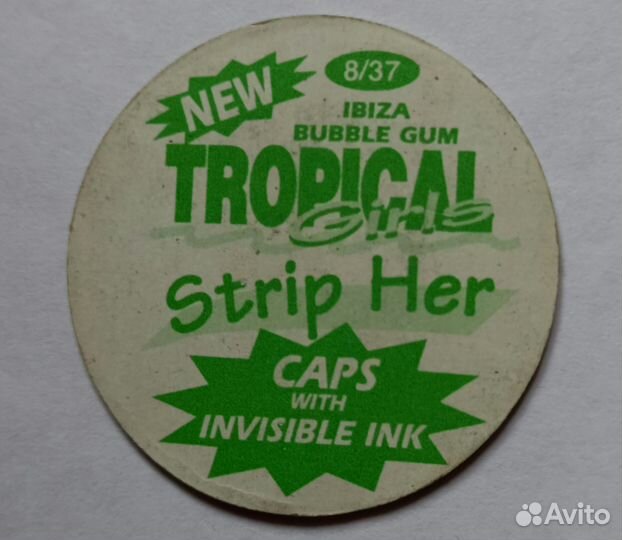 NEW
8/37
IBIZA
BUBBLE GUM
TROPICAL
Girls
Strip Her
CAPS
WITH
INVISIBLE INK
Avito